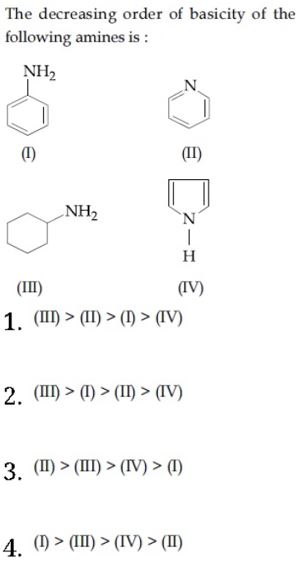 The decreasing order of basicity of the
following amines is :
NH₂
N
(I)
(II)
NH₂
N
H
(III)
(IV)
1. (III) > (II) > (I) > (IV)
2. (III) > (I) > (II) > (IV)
3. (II) > (III) > (IV) > (I)
4. (I) > (III) > (IV) > (II)